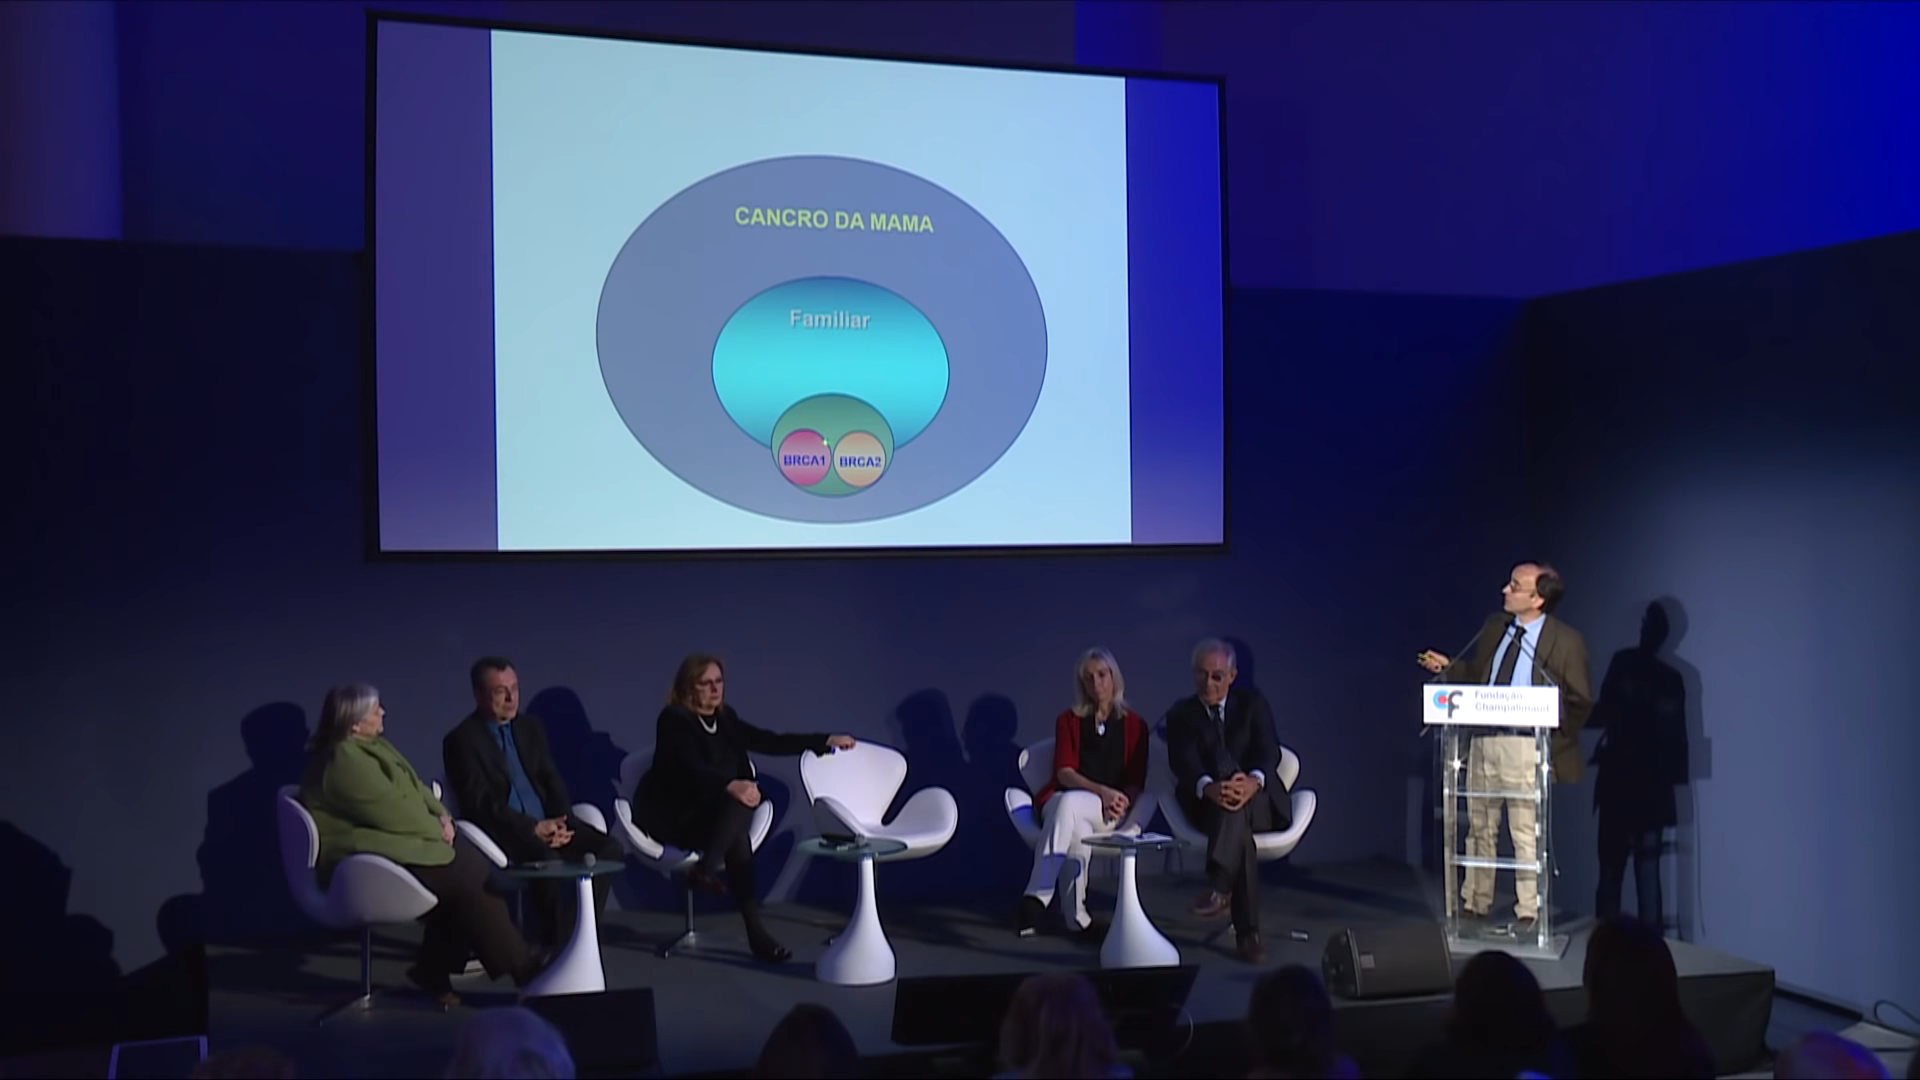 CANCRO DA MAMA
Familiar
BRCA1
BRCA2
Fundação
Champalimaud